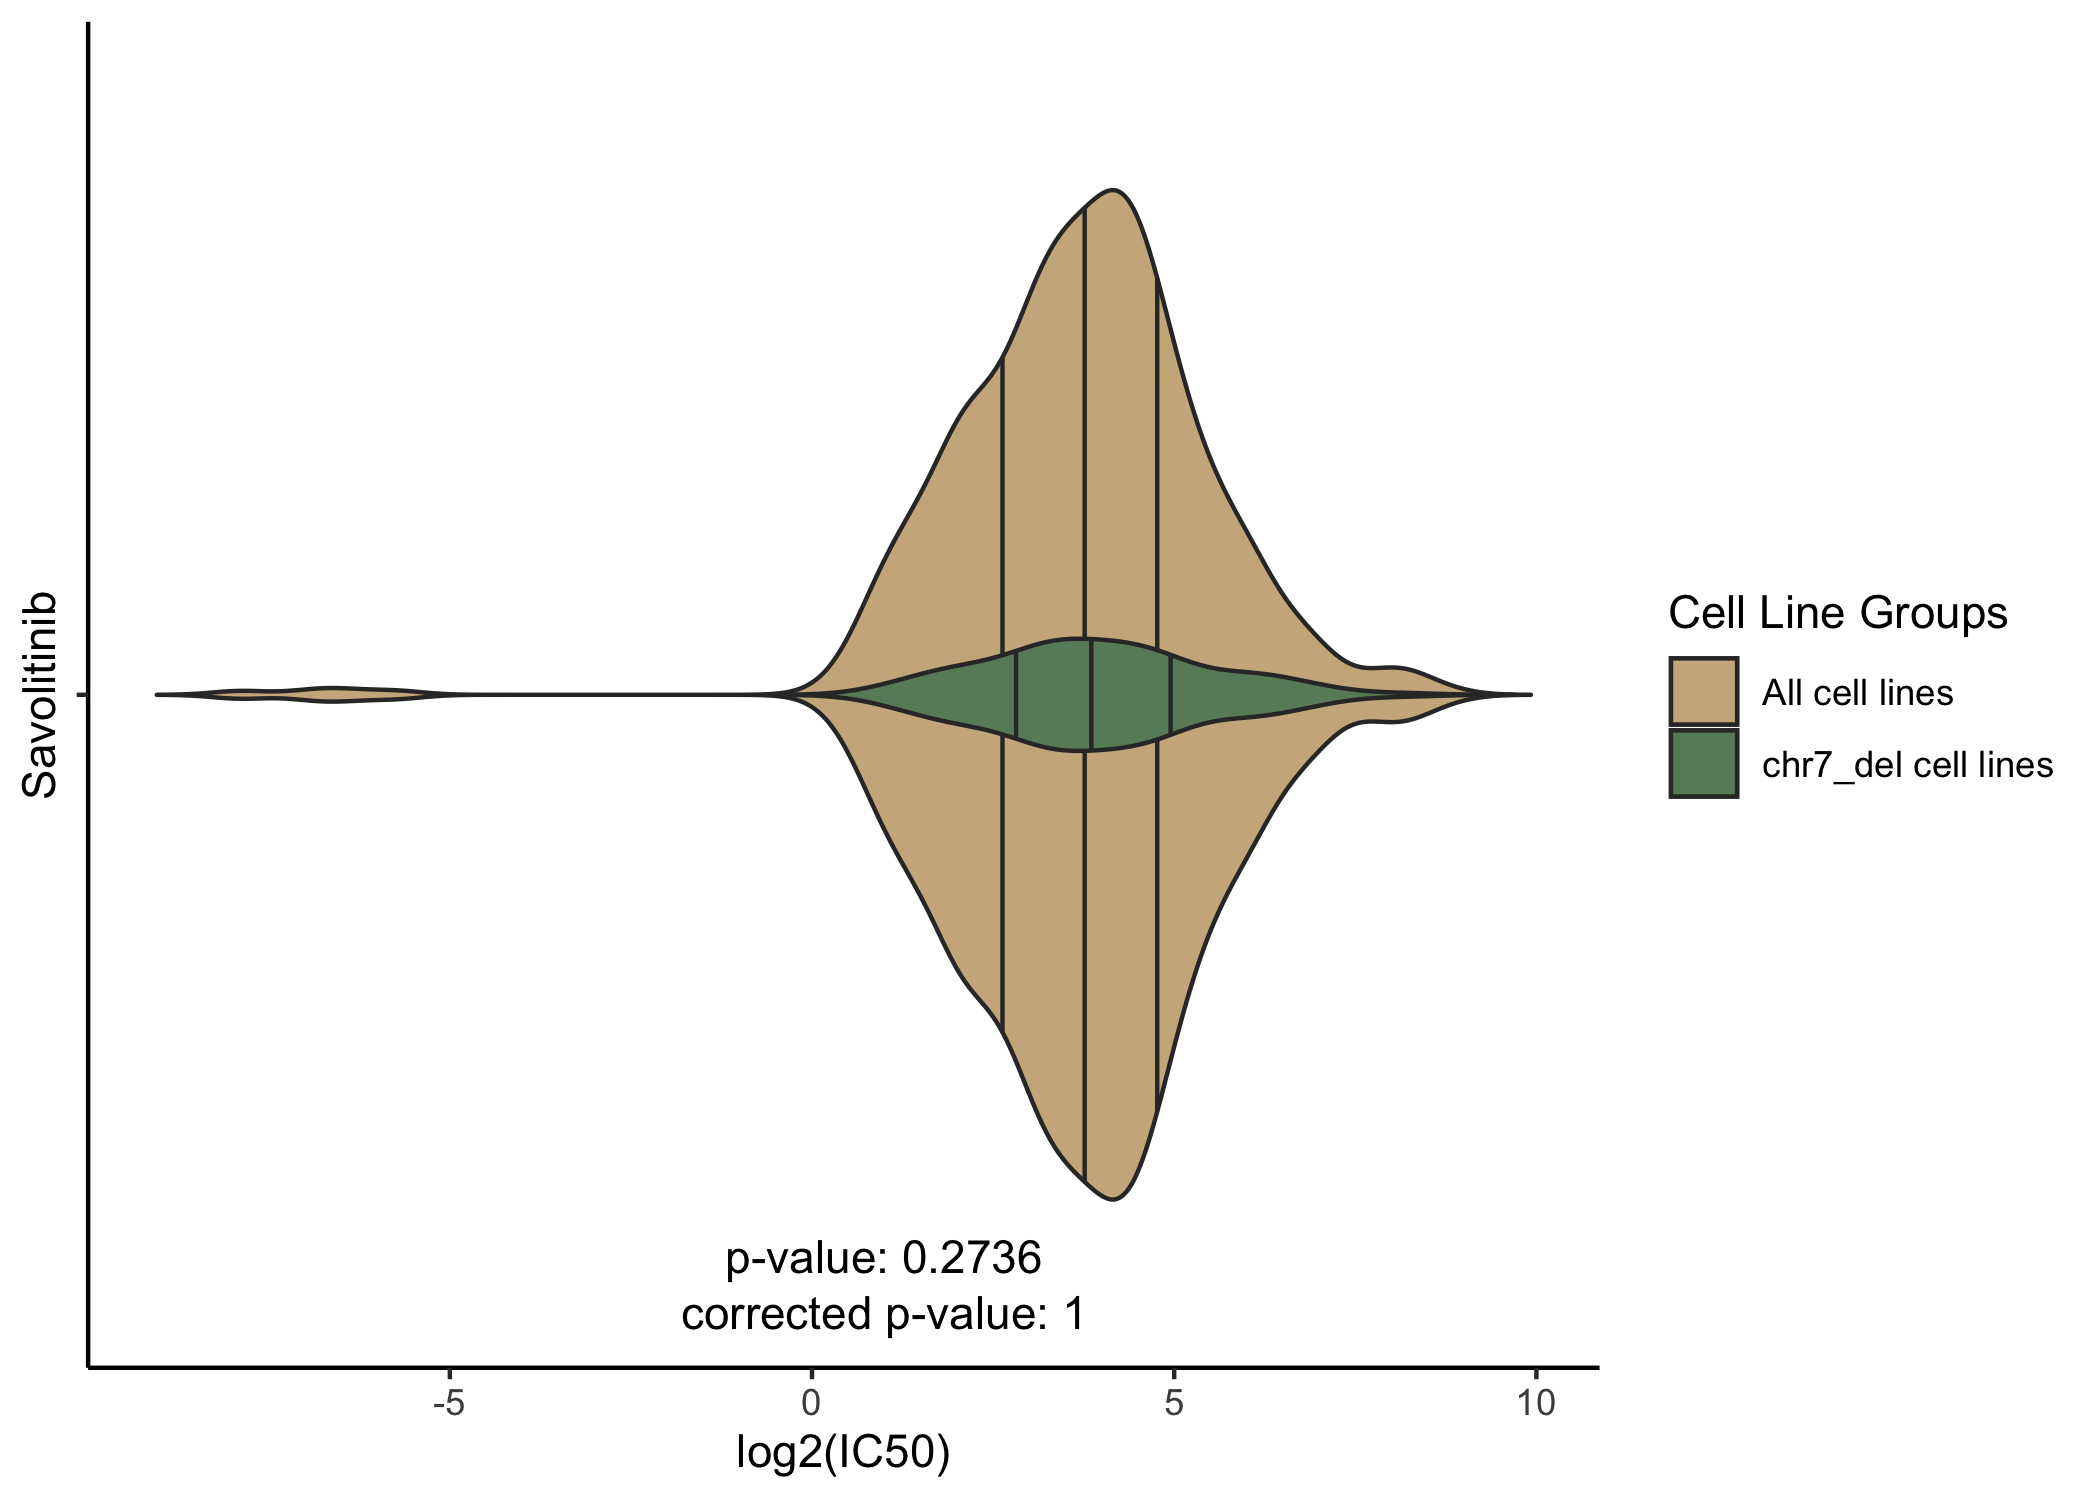 Savolitinib
Cell Line Groups
All cell lines
chr7_del cell lines
p-value: 0.2736
corrected p-value: 1
-5
0
5
10
log2(IC50)